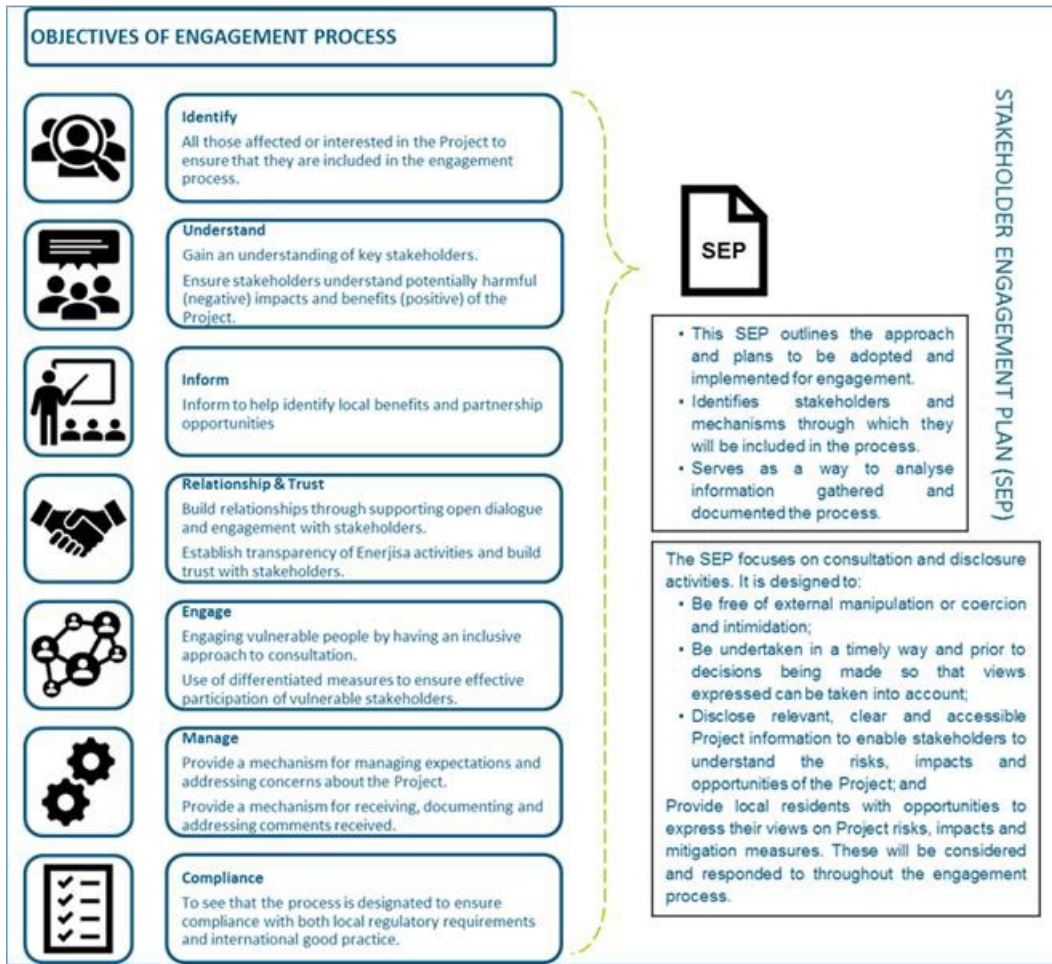 OBJECTIVES OF ENGAGEMENT PROCESS
Identify
All those affected or interested in the Project to
ensure that they are included in the engagement
process.
Understand
Gain an understanding of key stakeholders.
Ensure stakeholders understand potentially harmful
(negative) impacts and benefits (positive) of the
Project.
Inform
Inform to help identify local benefits and partnership
opportunities
Relationship & Trust
Build relationships through supporting open dialogue
and engagement with stakeholders.
Establish transparency of Enerjisa activities and build
trust with stakeholders.
Engage
Engaging vulnerable people by having an inclusive
approach to consultation.
Use of differentiated measures to ensure effective
participation of vulnerable stakeholders.
Manage
Provide a mechanism for managing expectations and
addressing concerns about the Project.
Provide a mechanism for receiving, documenting and
addressing comments received.
Compliance
To see that the process is designated to ensure
compliance with both local regulatory requirements
and international good practice.
SEP
• This SEP outlines the approach
and plans to be adopted and
implemented for engagement.
• Identifies stakeholders and
mechanisms through which they
will be included in the process.
• Serves as a way to analyse
information gathered and
documented the process.
The SEP focuses on consultation and disclosure
activities. It is designed to:
• Be free of external manipulation or coercion
and intimidation;
• Be undertaken in a timely way and prior to
decisions being made so that views
expressed can be taken into account;
• Disclose relevant, clear and accessible
Project information to enable stakeholders to
understand the risks, impacts and
opportunities of the Project; and
Provide local residents with opportunities to
express their views on Project risks, impacts and
mitigation measures. These will be considered
and responded to throughout the engagement
process.
STAKEHOLDER ENGAGEMENT PLAN (SEP)